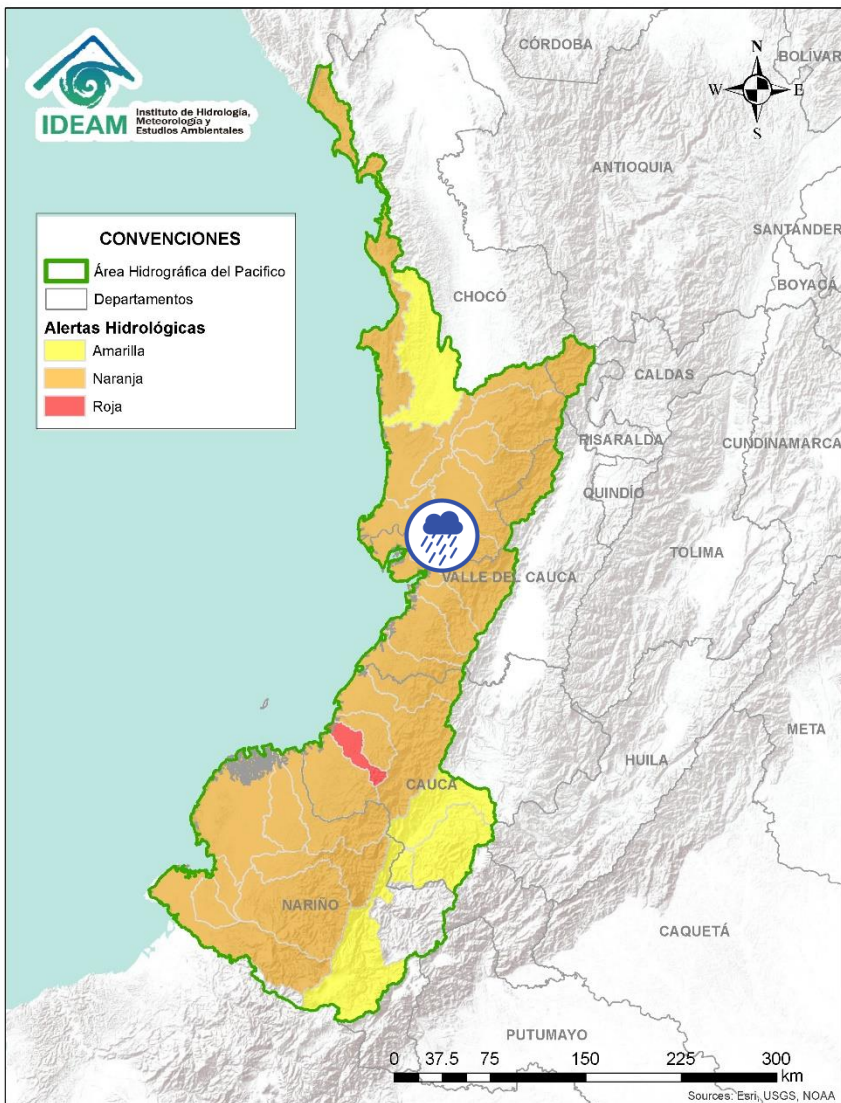 IDEAM
Instituto de Hidrología,
Meteorología y
Estudios Ambientales
CÓRDOBA
BOLÍVAR
N
W
E
S
ANTIOQUIA
SANTANDER
BOYACÁ
CONVENCIONES
Área Hidrográfica del Pacifico
Departamentos
Alertas Hidrológicas
Amarilla
Naranja
Roja
CHOCÓ
CALDAS
RISARALDA
CUNDINAMARCA
QUINDÍO
TOLIMA
VALLE DEL CAUCA
META
HUILA
CAUCA
NARIÑO
CAQUETÁ
PUTUMAYO
0 37.5 75 150 225 300
km
Sources: Esri, USGS, NOAA